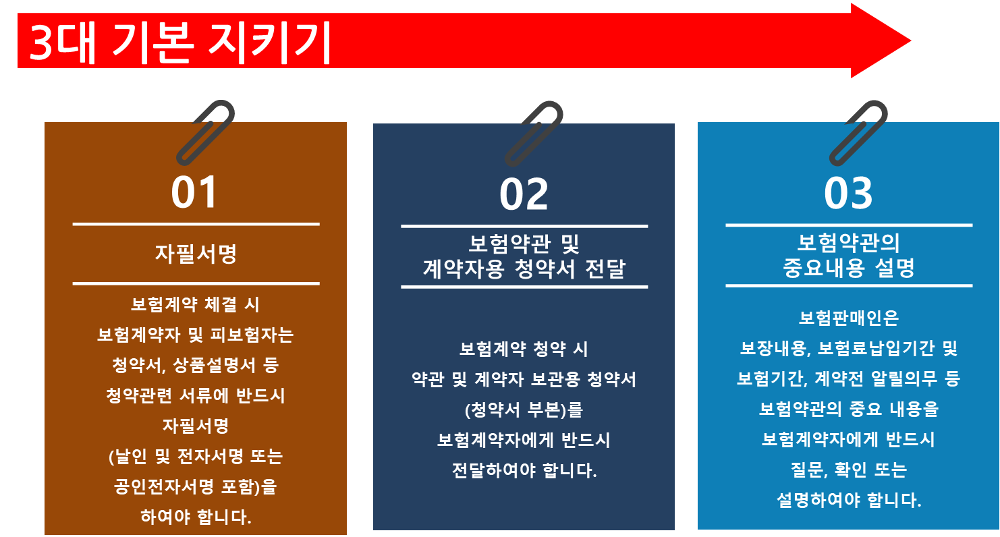 3대 기본 지키기
01
자필서명
보험계약 체결 시
보험계약자 및 피보험자는
청약서, 상품설명서 등
청약관련 서류에 반드시
자필서명
(날인 및 전자서명 또는
공인전자서명 포함)을
하여야 합니다.
02
보험약관 및
계약자용 청약서 전달
보험계약 청약 시
약관 및 계약자 보관용 청약서
(청약서 부본)를
보험계약자에게 반드시
전달하여야 합니다.
03
보험약관의
중요내용 설명
보험판매인은
보장내용, 보험료납입기간 및
보험기간, 계약전 알릴의무 등
보험약관의 중요 내용을
보험계약자에게 반드시
질문, 확인 또는
설명하여야 합니다.